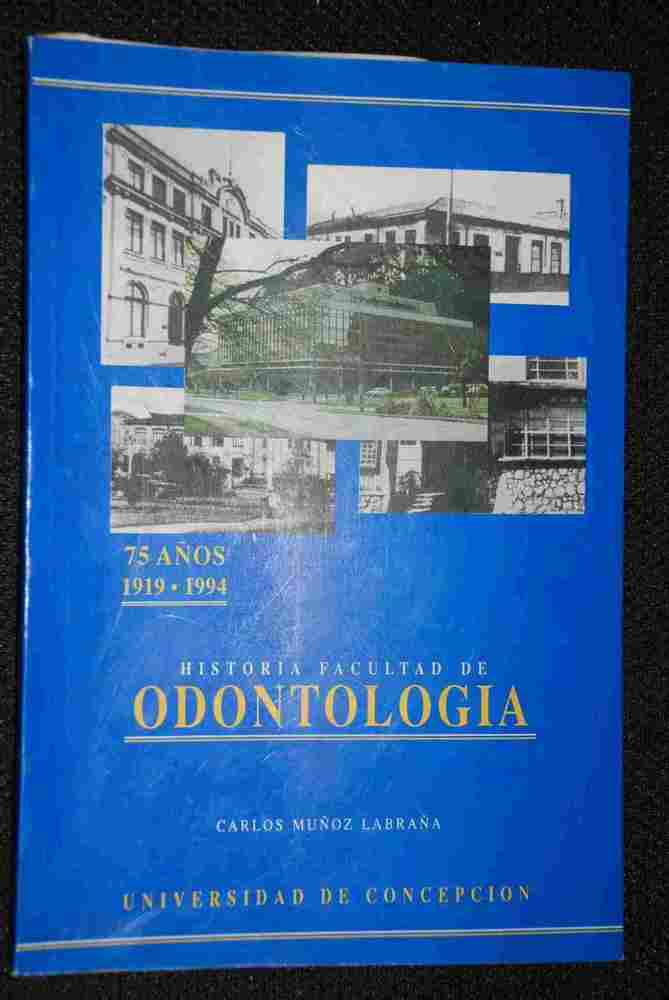 75 AÑOS
1919 • 1994
HISTORIA FACULTAD DE
ODONTOLOGIA
CARLOS MUÑOZ LABRAÑA
UNIVERSIDAD DE CONCEPCION